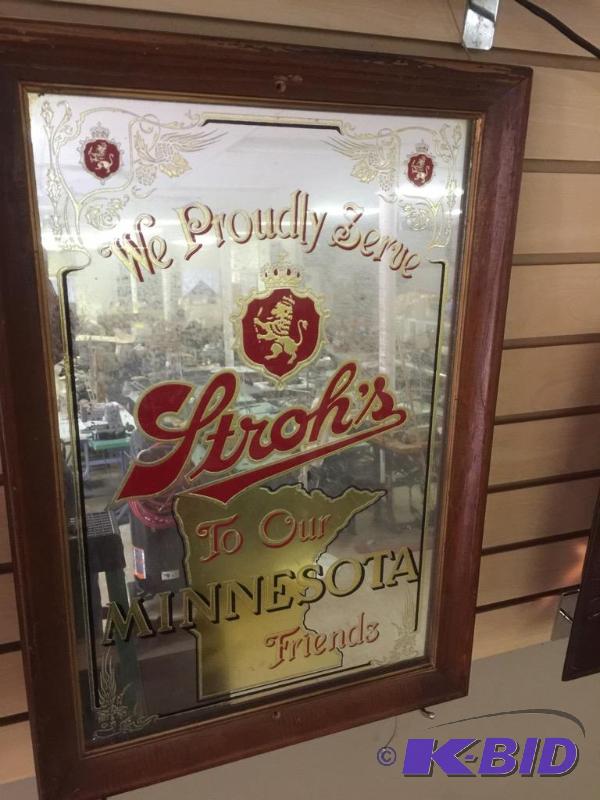 We Proudly Serve
Stroh's
To Our
MINNESOTA
Friends
© K-BID